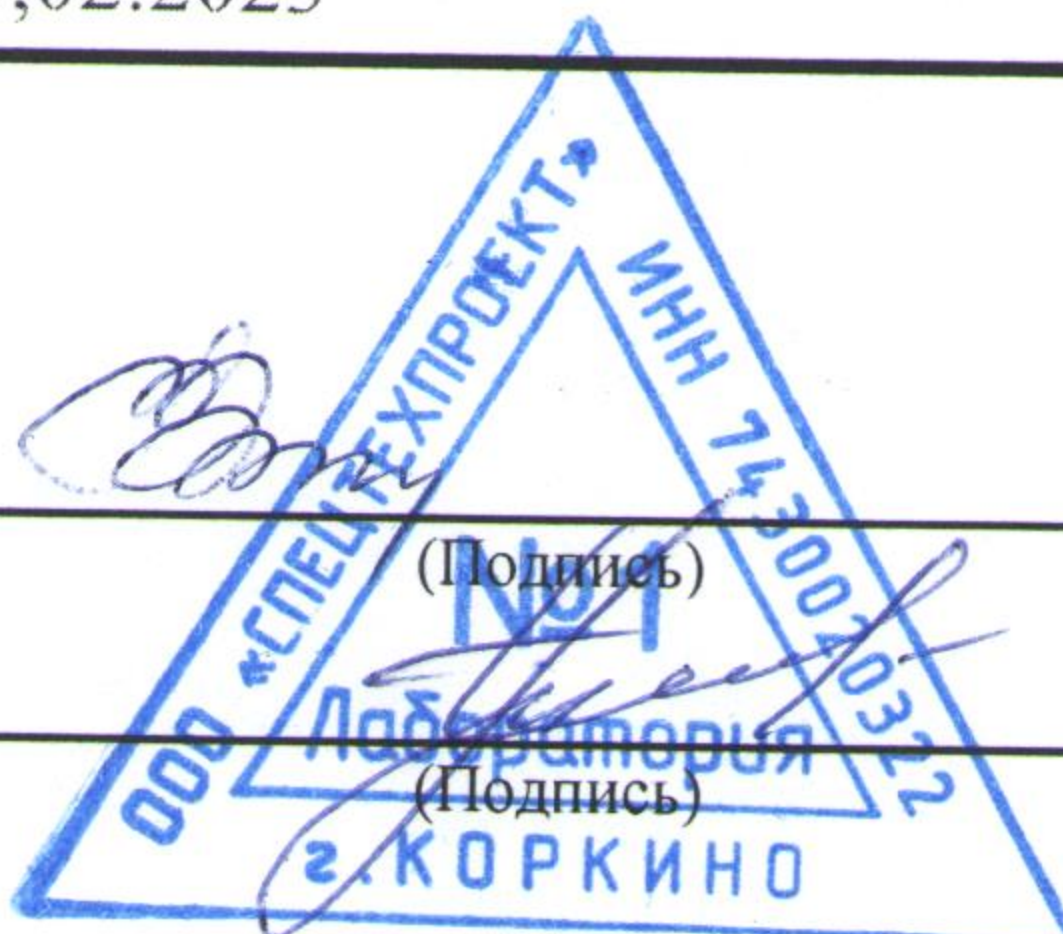 02.2023
ООО «СПЕЦТЕХПРОЕКТ»
ИНН 7430020322
(Подпись)
№1
Лаборатория
(Подпись)
г.КОРКИНО